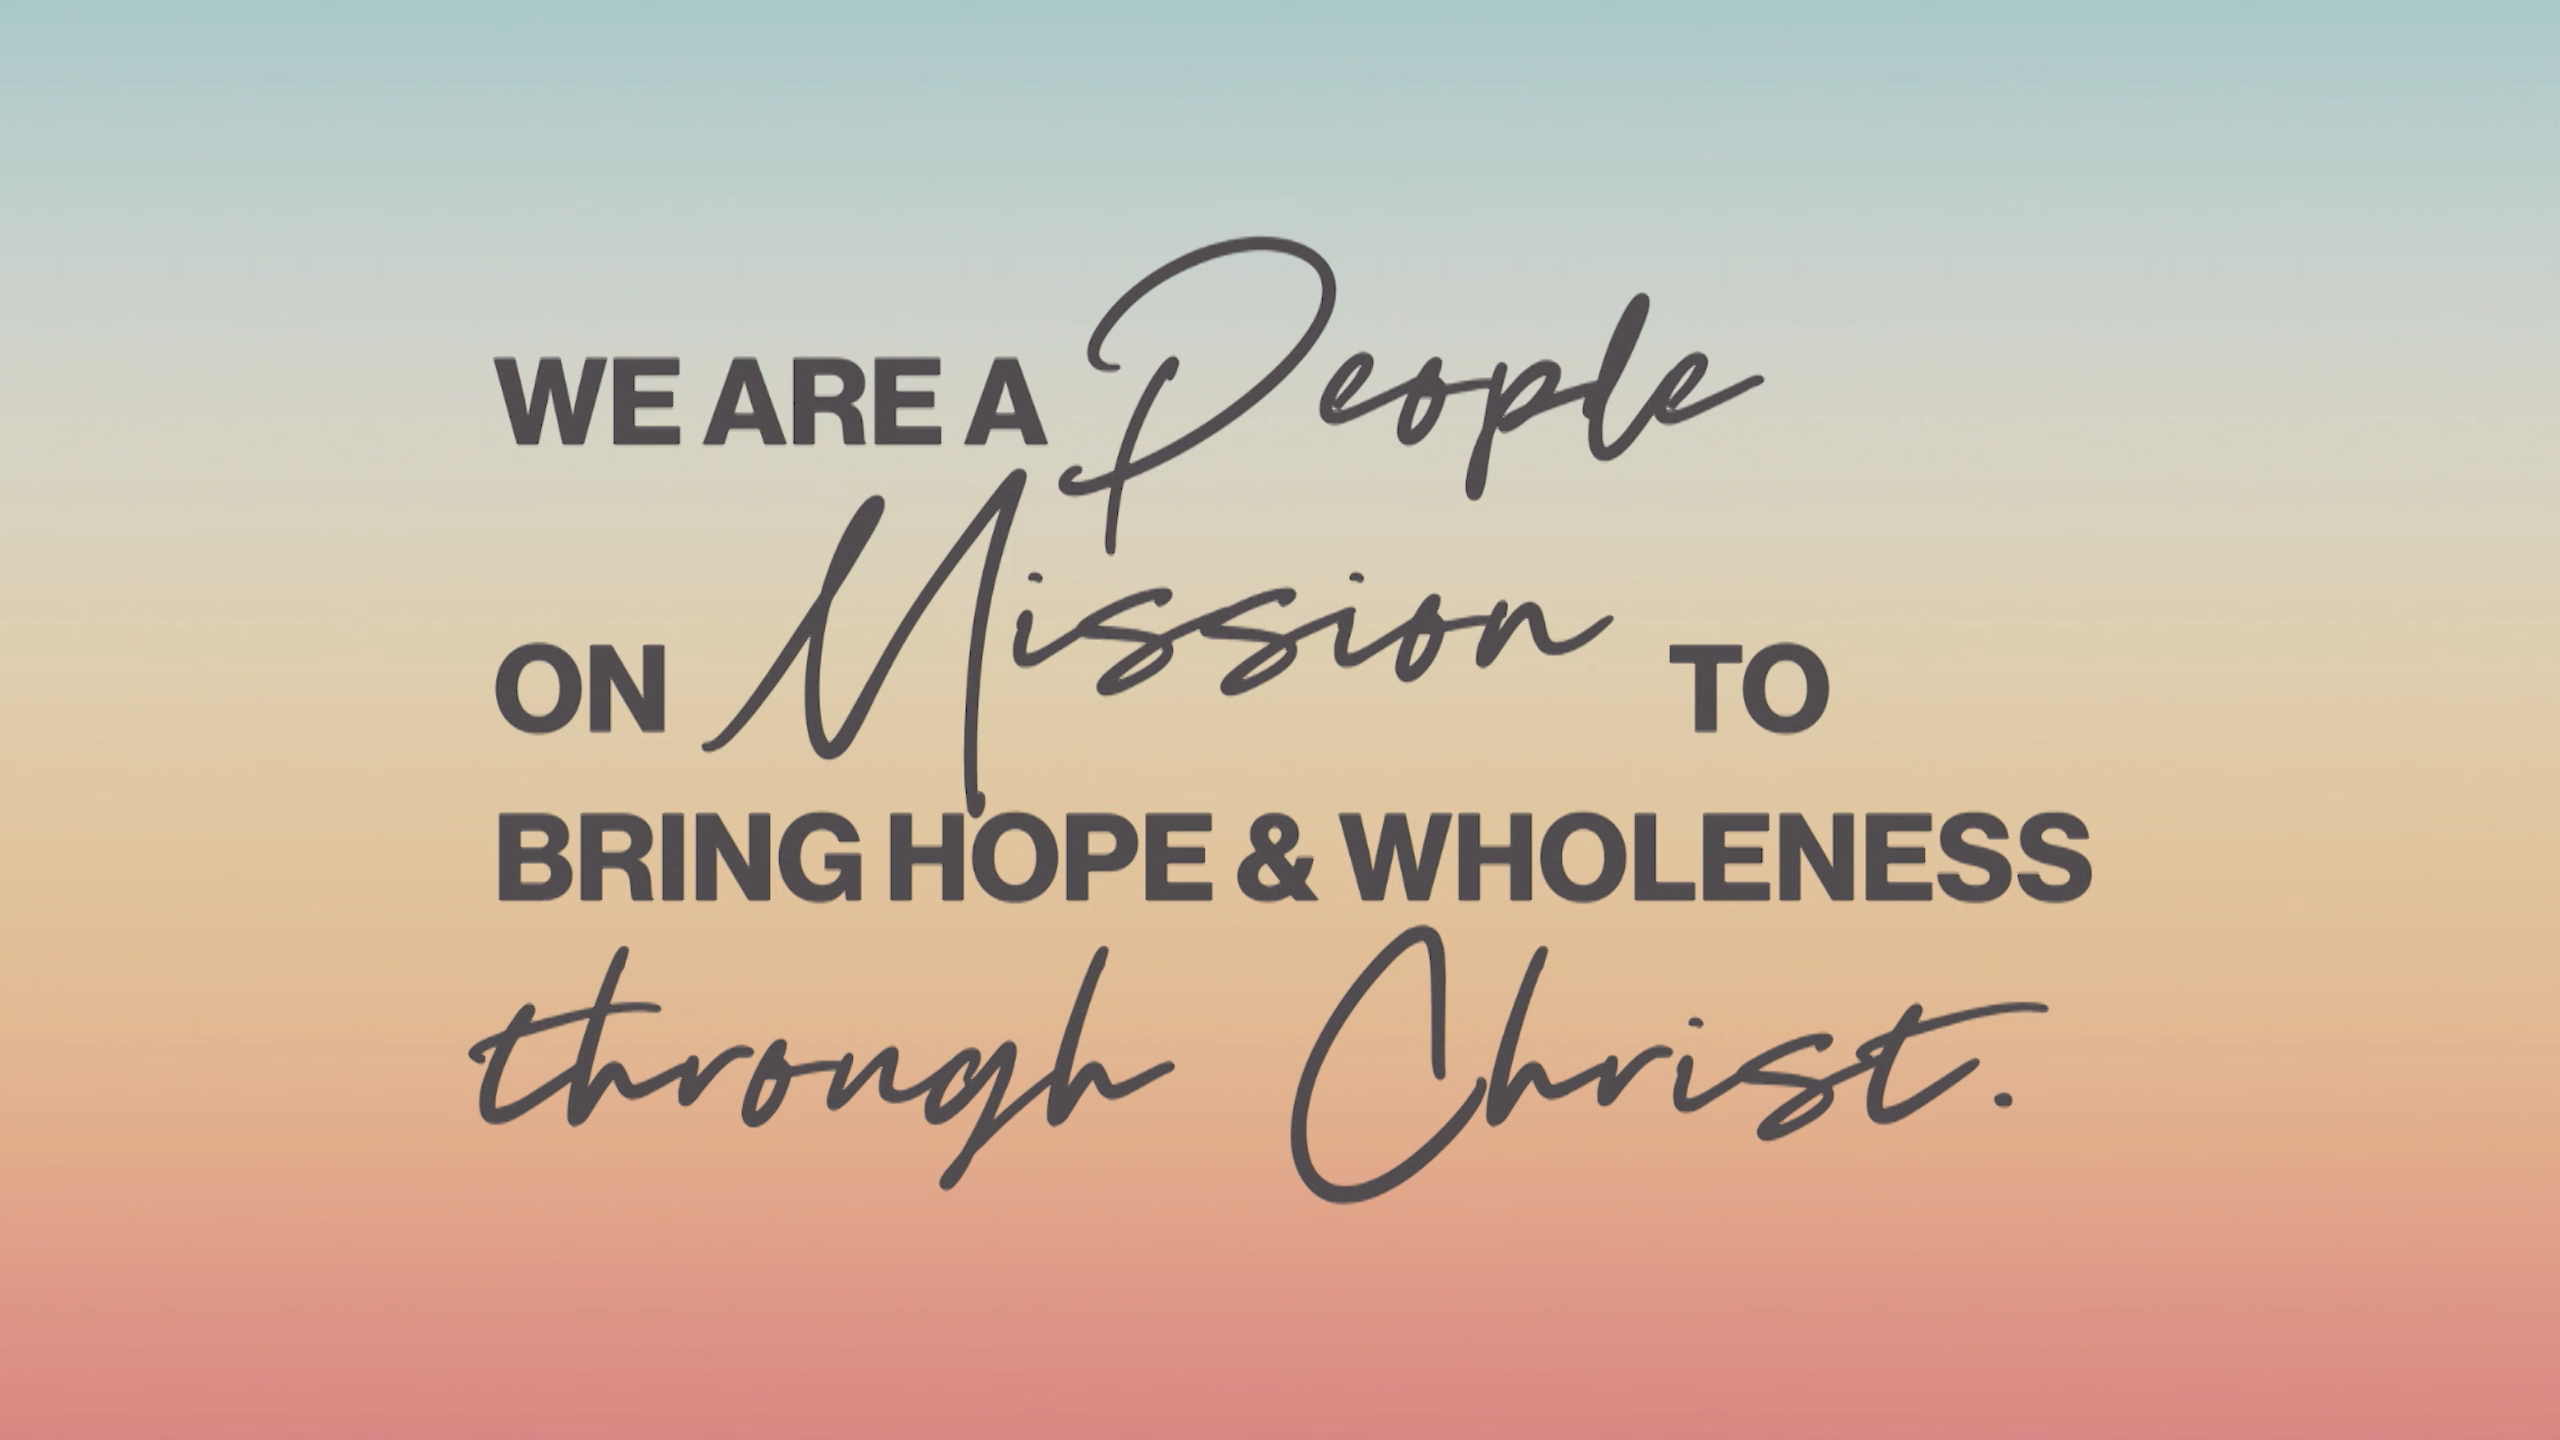 WE ARE A People
ON Mission TO
BRING HOPE & WHOLENESS
through Christ.